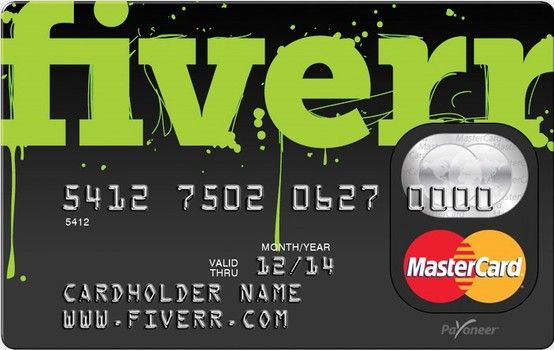 fiverr
MasterCard
5412 7502 0627 0000
5412
MONTH/YEAR
VALID THRU 12/14
MasterCard
CARDHOLDER NAME
WWW.FIVERR.COM
Payoneer